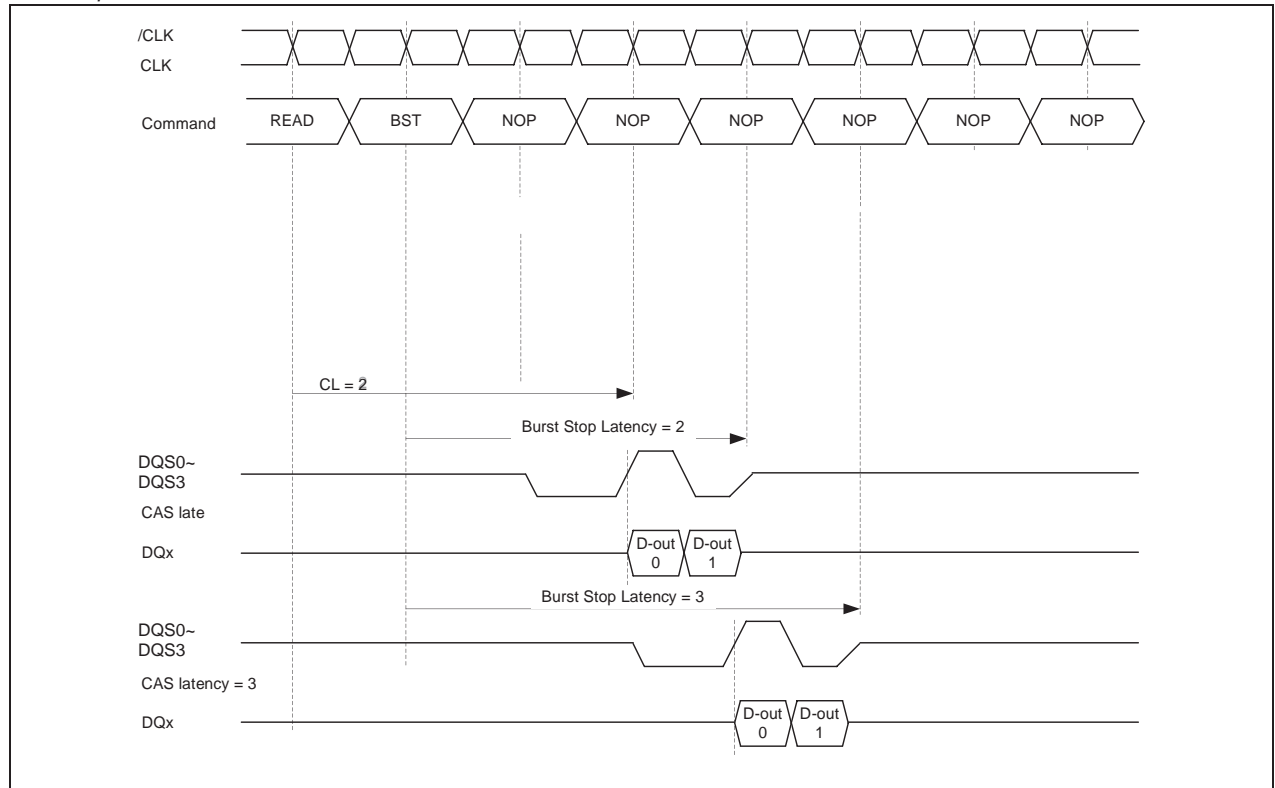 /CLK
CLK
Command READ BST NOP NOP NOP NOP NOP NOP
CL = 2
Burst Stop Latency = 2
DQS0~
DQS3
CAS late
DQx
D-out
0
D-out
1
Burst Stop Latency = 3
DQS0~
DQS3
CAS latency = 3
DQx
D-out
0
D-out
1